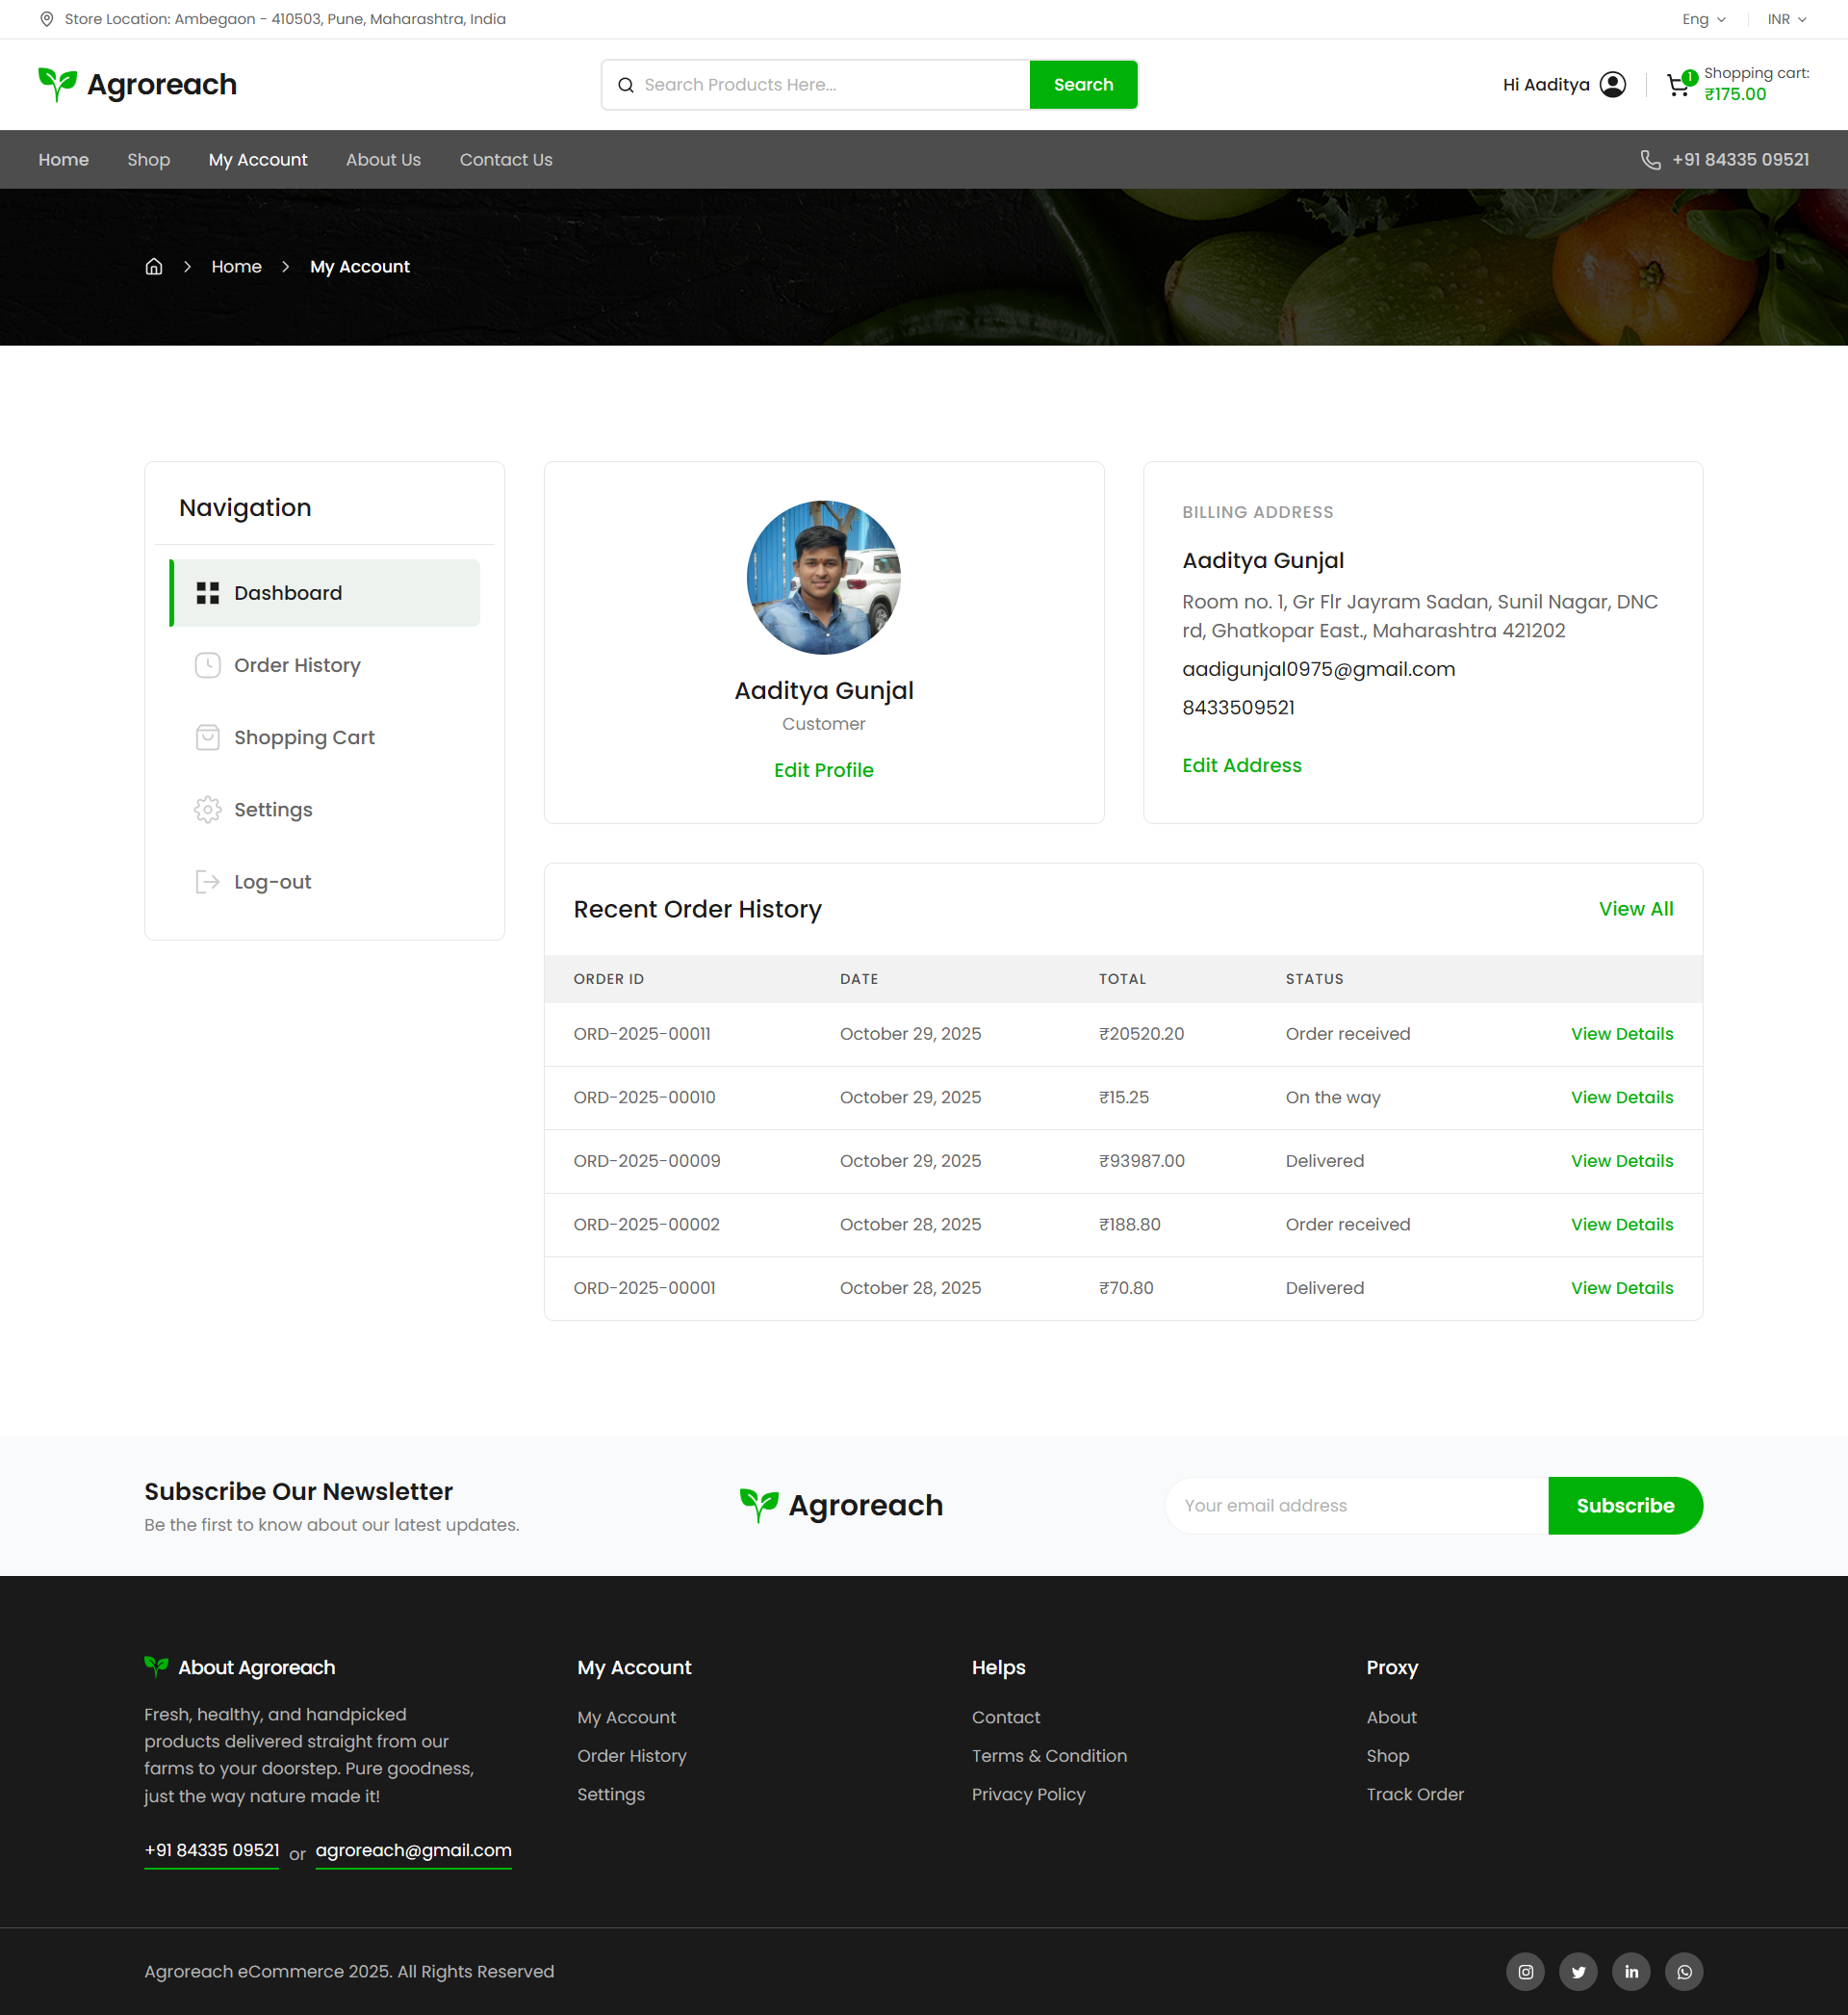 Store Location: Ambegaon - 410503, Pune, Maharashtra, India
Eng
INR
Agroreach
Search Products Here...
Search
Hi Aaditya
1
Shopping cart:
₹175.00
Home
Shop
My Account
About Us
Contact Us
+91 84335 09521
Home
My Account
Navigation
Dashboard
Order History
Shopping Cart
Settings
Log-out
Aaditya Gunjal
Customer
Edit Profile
BILLING ADDRESS
Aaditya Gunjal
Room no. 1, Gr Flr Jayram Sadan, Sunil Nagar, DNC
rd, Ghatkopar East., Maharashtra 421202
aadigunjal0975@gmail.com
8433509521
Edit Address
Recent Order History
View All
ORDER ID DATE TOTAL STATUS
ORD-2025-00011 October 29, 2025 ₹20520.20 Order received View Details
ORD-2025-00010 October 29, 2025 ₹15.25 On the way View Details
ORD-2025-00009 October 29, 2025 ₹93987.00 Delivered View Details
ORD-2025-00002 October 28, 2025 ₹188.80 Order received View Details
ORD-2025-00001 October 28, 2025 ₹70.80 Delivered View Details
Subscribe Our Newsletter
Be the first to know about our latest updates.
Agroreach
Your email address
Subscribe
About Agroreach
Fresh, healthy, and handpicked
products delivered straight from our
farms to your doorstep. Pure goodness,
just the way nature made it!
+91 84335 09521 or agroreach@gmail.com
My Account
My Account
Order History
Settings
Helps
Contact
Terms & Condition
Privacy Policy
Proxy
About
Shop
Track Order
Agroreach eCommerce 2025. All Rights Reserved